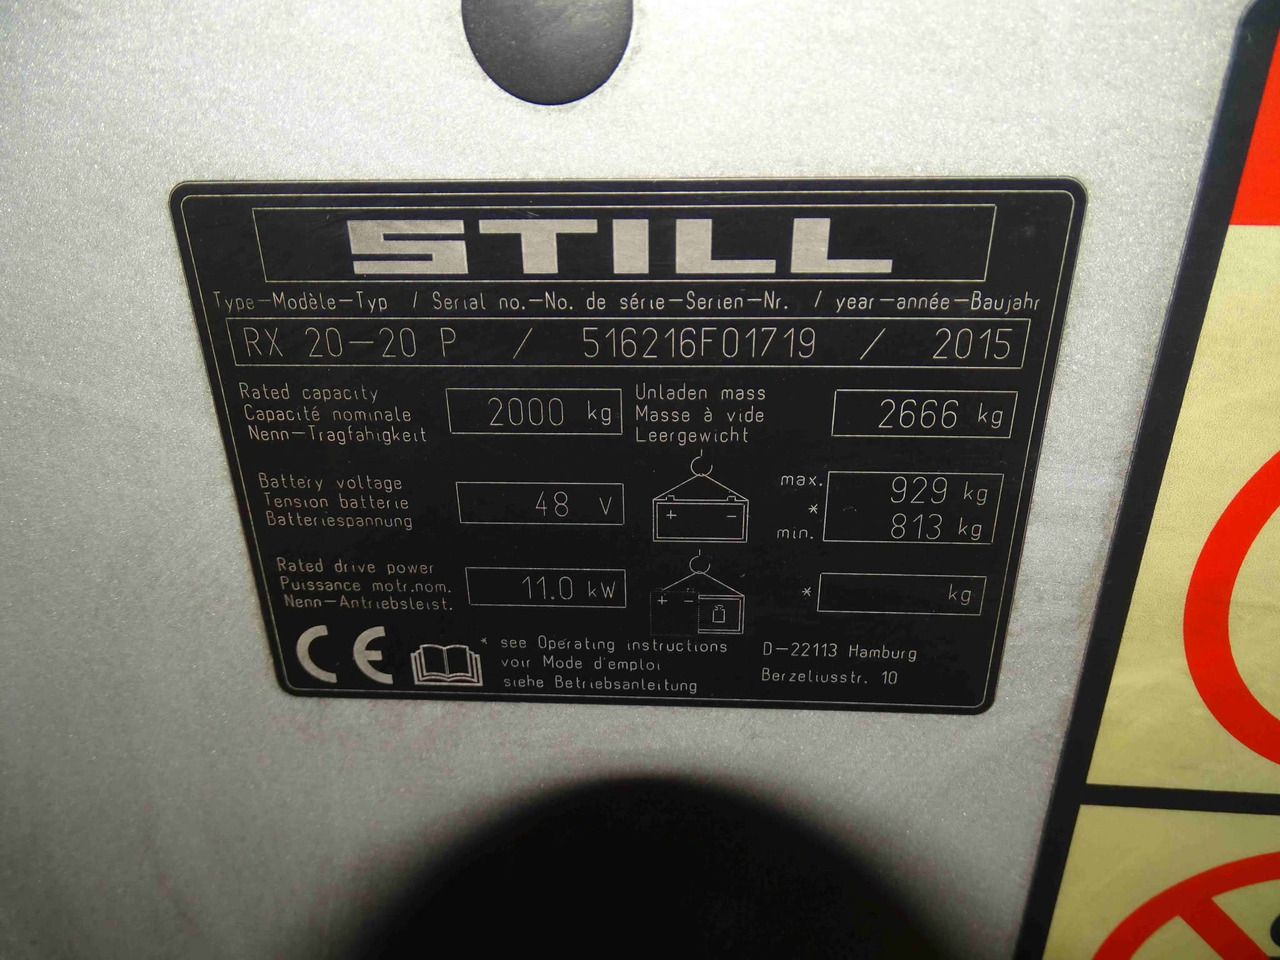 STILL
Type-Modèle-Typ / Serial no.-No. de série-Serien-Nr. / year-année-Baujahr
RX 20-20 P / 516216F01719 / 2015
Rated capacity
Capacité nominale
Nenn-Tragfähigkeit
2000 kg
Unladen mass
Masse à vide
Leergewicht
2666 kg
Battery voltage
Tension batterie
Batteriespannung
48 V
+ -
max. 929 kg
*
min. 813 kg
Rated drive power
Puissance motr.nom.
Nenn-Antriebsleist.
11.0 kW
+ -
* kg
CE
* see Operating instructions
voir Mode d'emploi
siehe Betriebsanleitung
D-22113 Hamburg
Berzeliusstr. 10